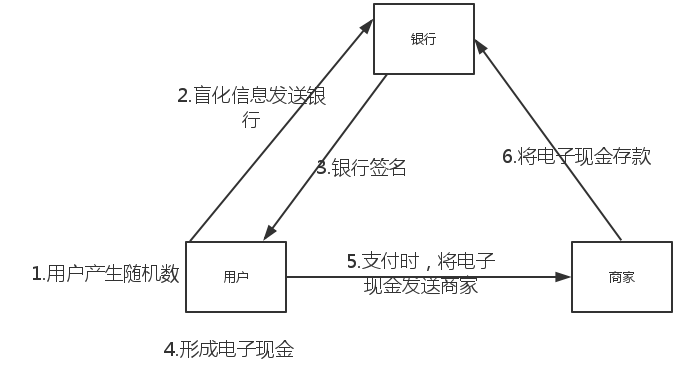 银行
2.盲化信息发送银
行
3.银行签名
6.将电子现金存款
1.用户产生随机数
用户
5.支付时，将电子
现金发送商家
商家
4.形成电子现金